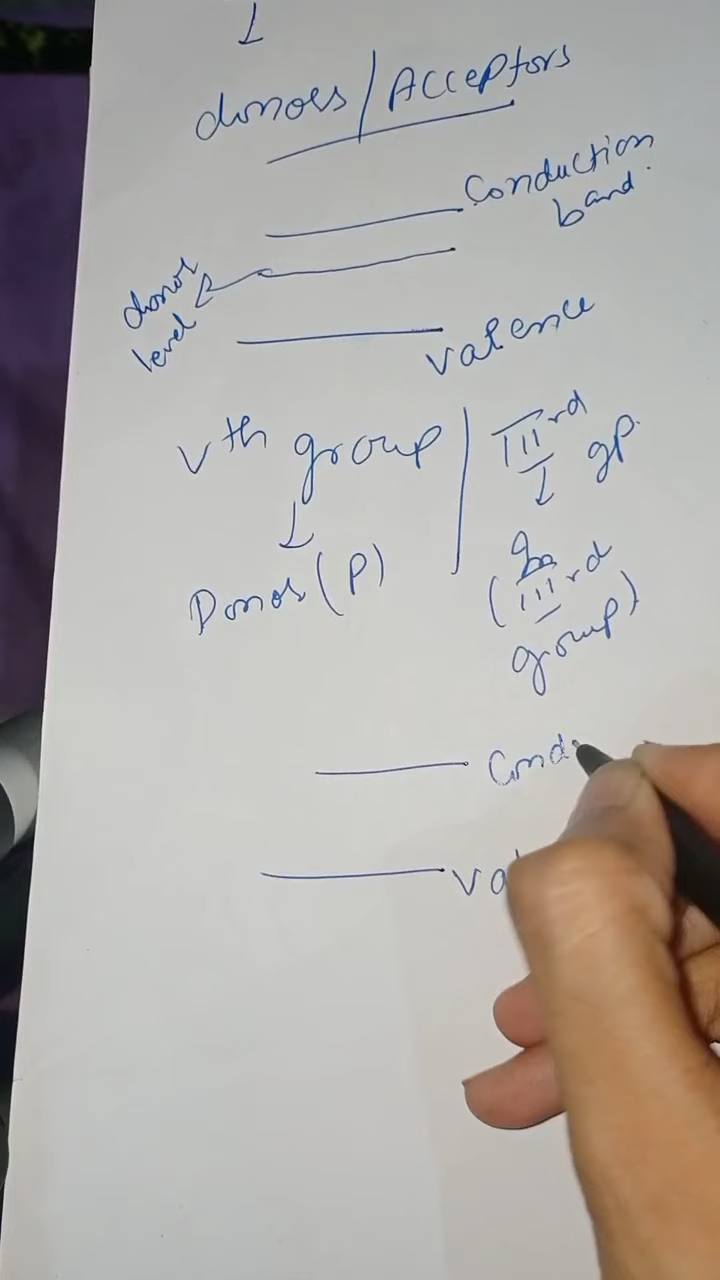 donors / Acceptors
Conduction
band.
donor
level
valence
Vth group / IIIrd gp.
Donor (P)
(
IIIrd
group)
Cond
va